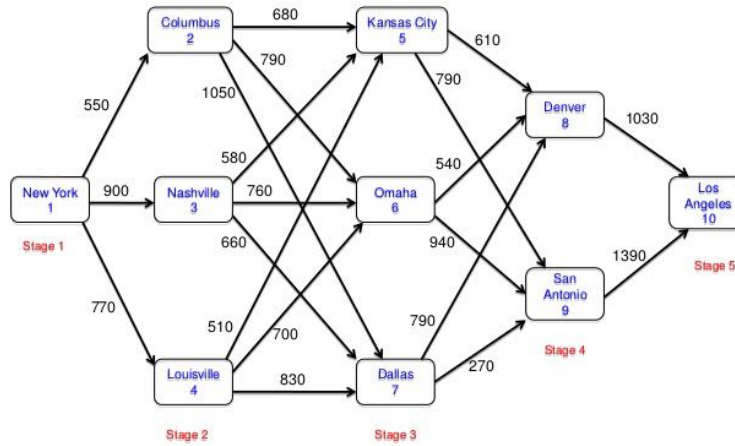 Columbus
2
680
Kansas City
5
610
790
790
550
1050
Denver
8
1030
580
540
New York
1
900
Nashville
3
760
Omaha
6
Los
Angeles
10
Stage 1
660
940
1390
Stage 5
770
San
Antonio
9
510
700
790
Stage 4
Louisville
4
830
Dallas
7
270
Stage 2
Stage 3